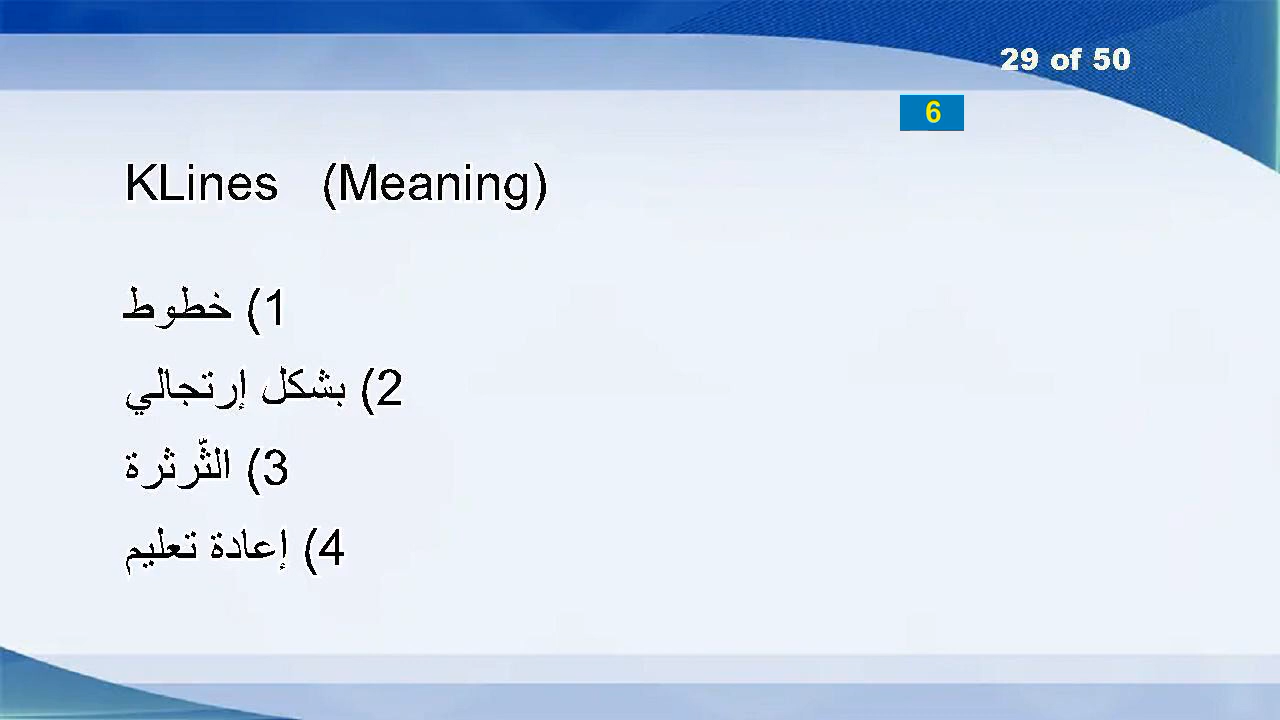 29 of 50
6
KLines (Meaning)
1) خطوط
2) بشكل إرتجالي
3) الثّرثرة
4) إعادة تعليم